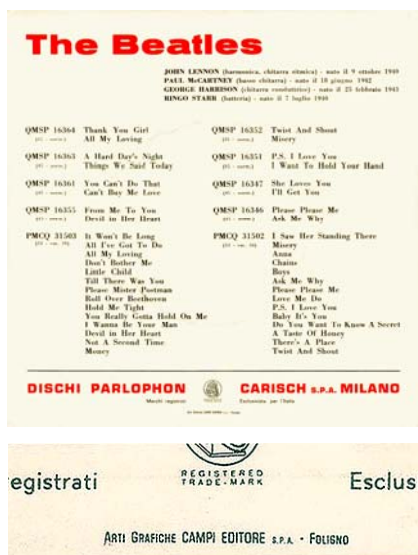 The Beatles
JOHN LENNON (harmonica, chitarra ritmica) - nato il 9 ottobre 1940
PAUL McCARTNEY (basso chitarra) - nato il 18 giugno 1942
GEORGE HARRISON (chitarra conduttrice) - nato il 25 febbraio 1943
RINGO STARR (batteria) - nato il 7 luglio 1940
QMSP 16364 Thank You Girl
All My Loving
QMSP 16363 A Hard Day's Night
Things We Said Today
QMSP 16361 You Can't Do That
Can't Buy Me Love
QMSP 16355 From Me To You
Devil in Her Heart
PMCQ 31503 It Won't Be Long
All I've Got To Do
All My Loving
Don't Bother Me
Little Child
Till There Was You
Please Mister Postman
Roll Over Beethoven
Hold Me Tight
You Really Gotta Hold On Me
I Wanna Be Your Man
Devil in Her Heart
Not A Second Time
Money
QMSP 16352 Twist And Shout
Misery
QMSP 16351 P.S. I Love You
I Want To Hold Your Hand
QMSP 16347 She Loves You
I'll Get You
QMSP 16346 Please Please Me
Ask Me Why
PMCQ 31502 I Saw Her Standing There
Misery
Anna
Chains
Boys
Ask Me Why
Please Please Me
Love Me Do
P.S. I Love You
Baby It's You
Do You Want To Know A Secret
A Taste Of Honey
There's A Place
Twist And Shout
DISCHI PARLOPHON CARISCH S.P.A. MILANO
Marchi registrati Esclusivista per l'Italia
egistrati REGISTERED Esclus
TRADE-MARK
ARTI GRAFICHE CAMPI EDITORE S.P.A. - FOLIGNO